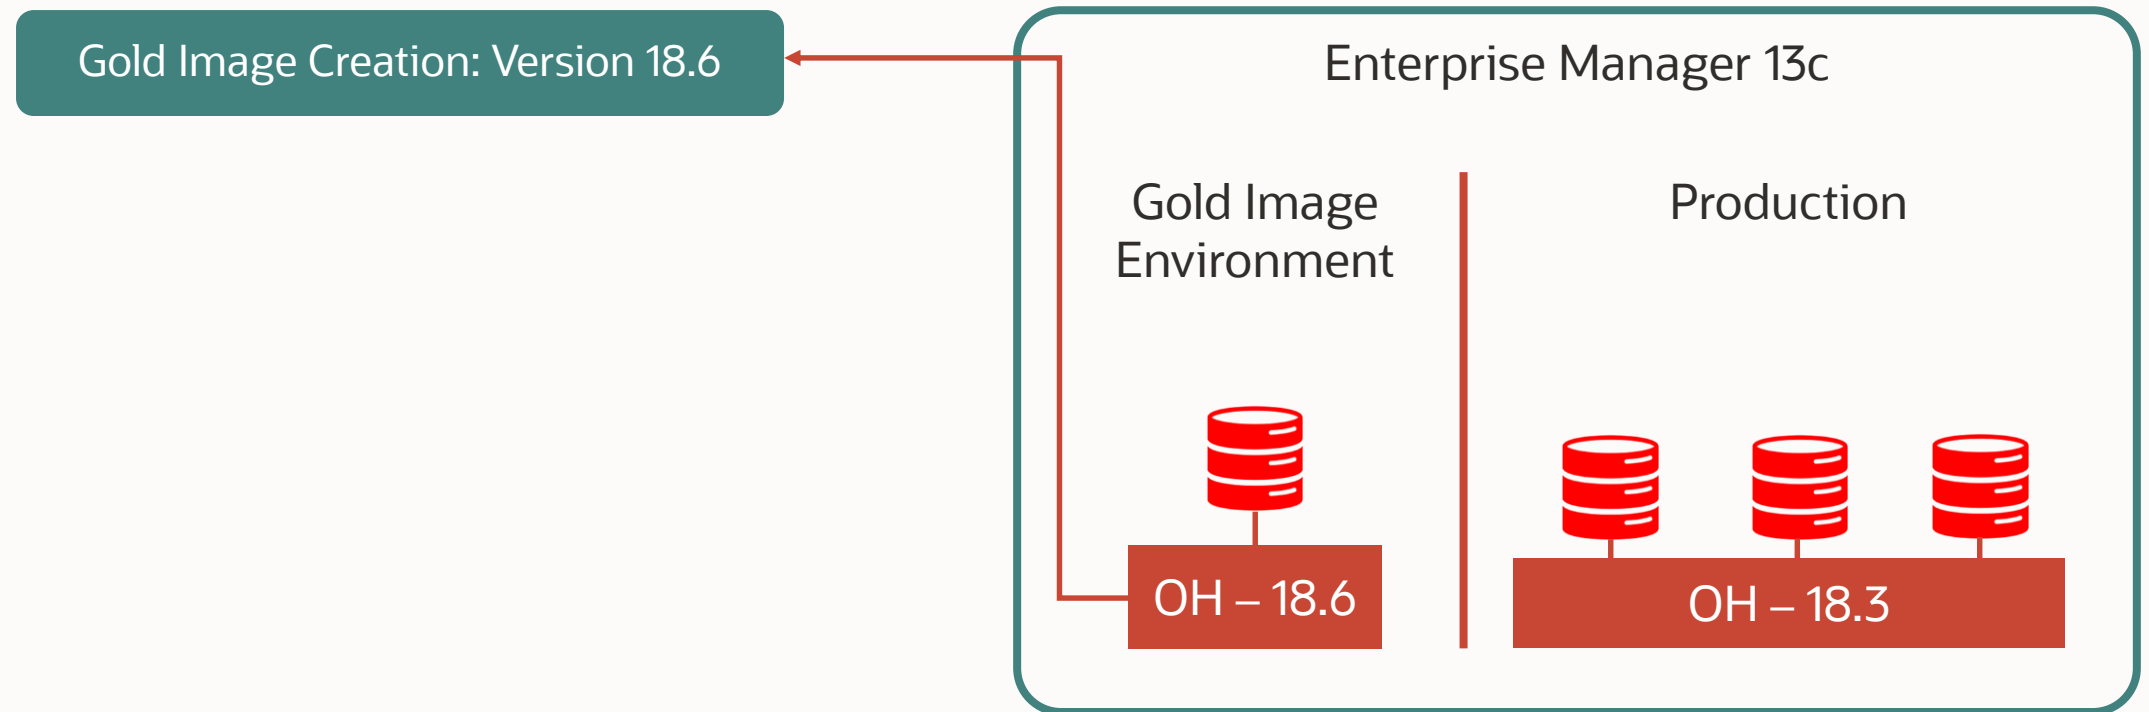 Gold Image Creation: Version 18.6
Enterprise Manager 13c
Gold Image
Environment
Production
OH – 18.6
OH – 18.3